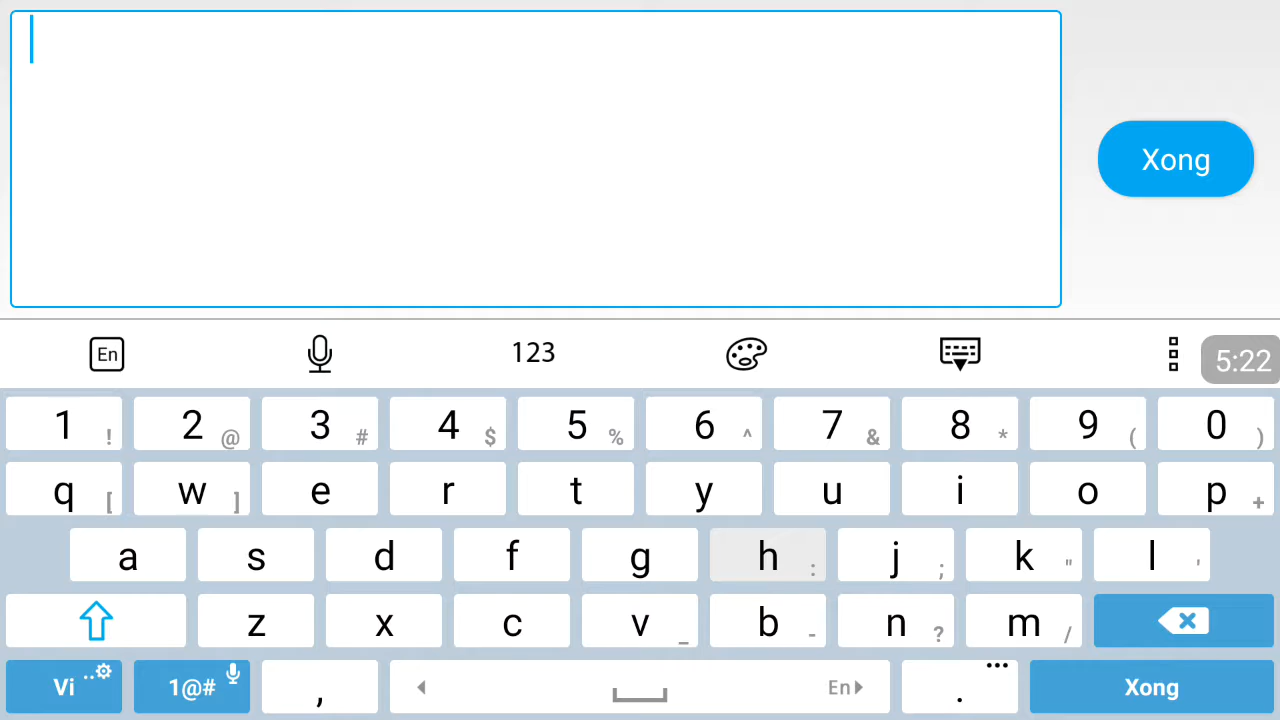 Xong
En 123 5:22
1 ! 2 @ 3 # 4 $ 5 % 6 ^ 7 & 8 * 9 ( 0 )
q [ w ] e r t y u i o p +
a s d f g h : j ; k " l '
z x c v _ b - n ? m /
Vi 1@# , En . Xong